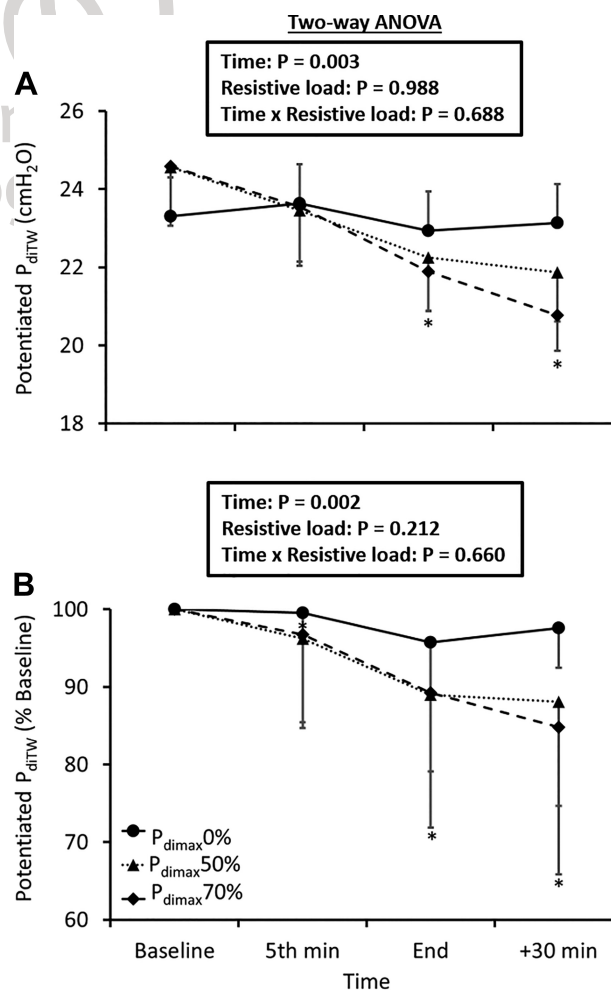 Two-way ANOVA
Time: P = 0.003
Resistive load: P = 0.988
Time x Resistive load: P = 0.688
A
Potentiated PdiTW (cmH2O)
26
24
22
20
18
*
*
Time: P = 0.002
Resistive load: P = 0.212
Time x Resistive load: P = 0.660
B
Potentiated PdiTW (% Baseline)
100
90
80
70
60
*
*
*
Pdimax0%
Pdimax50%
Pdimax70%
Baseline
5th min
End
+30 min
Time